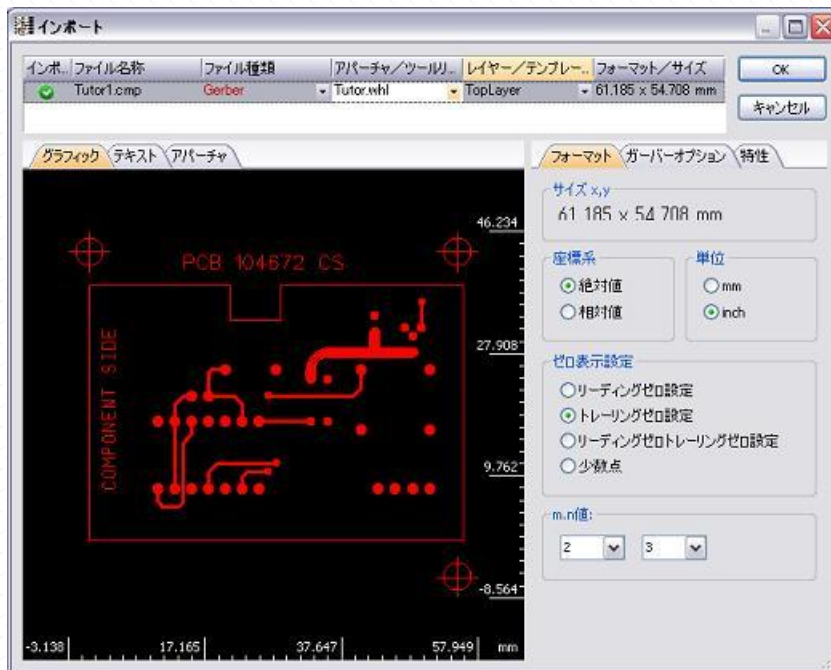 インポート
インポ.. ファイル名称 ファイル種類 アパーチャ／ツールリ... レイヤー／テンプレー.. フォーマット／サイズ
Tutor1.cmp Gerber Tutor.whl TopLayer 61.185 x 54.708 mm
OK
キャンセル
グラフィック テキスト アパーチャ
PCB 104672 CS
COMPONENT SIDE
46.234
27.908
9.762
-8.564
-3.138 17.165 37.647 57.949 mm
フォーマット ガーバーオプション 特性
サイズ x,y
61.185 x 54.708 mm
座標系
絶対値
相対値
単位
mm
inch
ゼロ表示設定
リーディングゼロ設定
トレーリングゼロ設定
リーディングゼロトレーリングゼロ設定
少数点
m.n値:
2 3